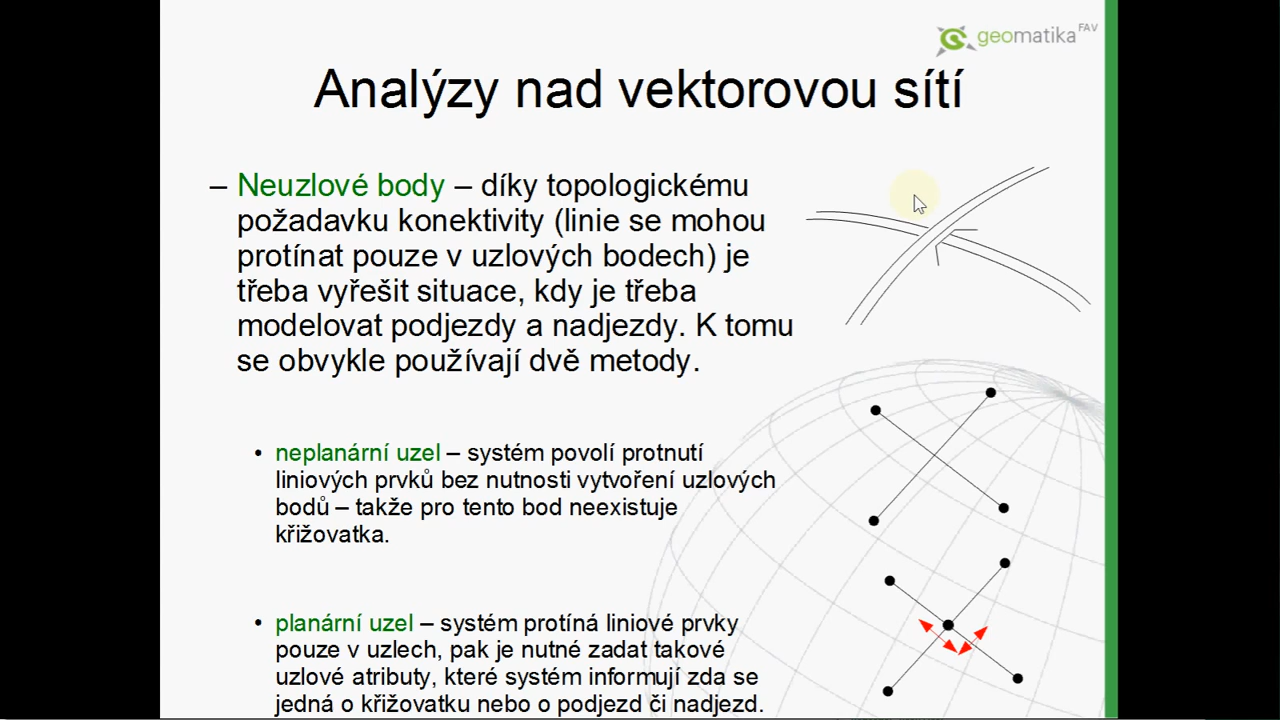 geomatika FAV
Analýzy nad vektorovou sítí
– Neuzlové body – díky topologickému
požadavku konektivity (linie se mohou
protínat pouze v uzlových bodech) je
třeba vyřešit situace, kdy je třeba
modelovat podjezdy a nadjezdy. K tomu
se obvykle používají dvě metody.
• neplanární uzel – systém povolí protnutí
liniových prvků bez nutnosti vytvoření uzlových
bodů – takže pro tento bod neexistuje
křižovatka.
• planární uzel – systém protíná liniové prvky
pouze v uzlech, pak je nutné zadat takové
uzlové atributy, které systém informují zda se
jedná o křižovatku nebo o podjezd či nadjezd.